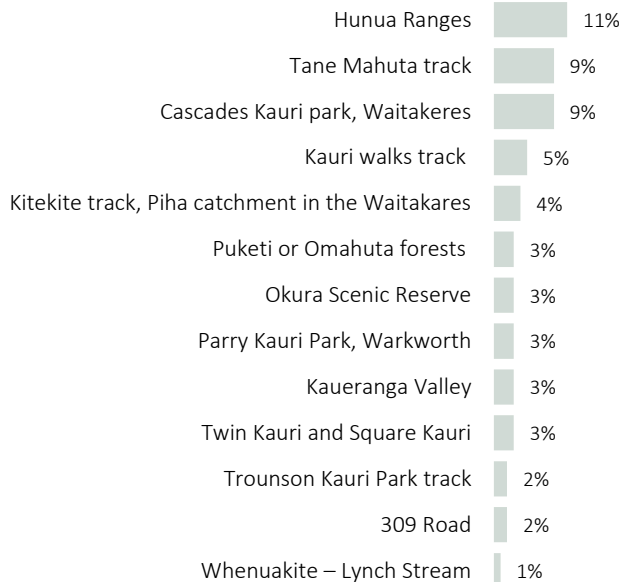 Hunua Ranges 11%
Tane Mahuta track 9%
Cascades Kauri park, Waitakeres 9%
Kauri walks track 5%
Kitekite track, Piha catchment in the Waitakares 4%
Puketi or Omahuta forests 3%
Okura Scenic Reserve 3%
Parry Kauri Park, Warkworth 3%
Kaueranga Valley 3%
Twin Kauri and Square Kauri 3%
Trounson Kauri Park track 2%
309 Road 2%
Whenuakite – Lynch Stream 1%